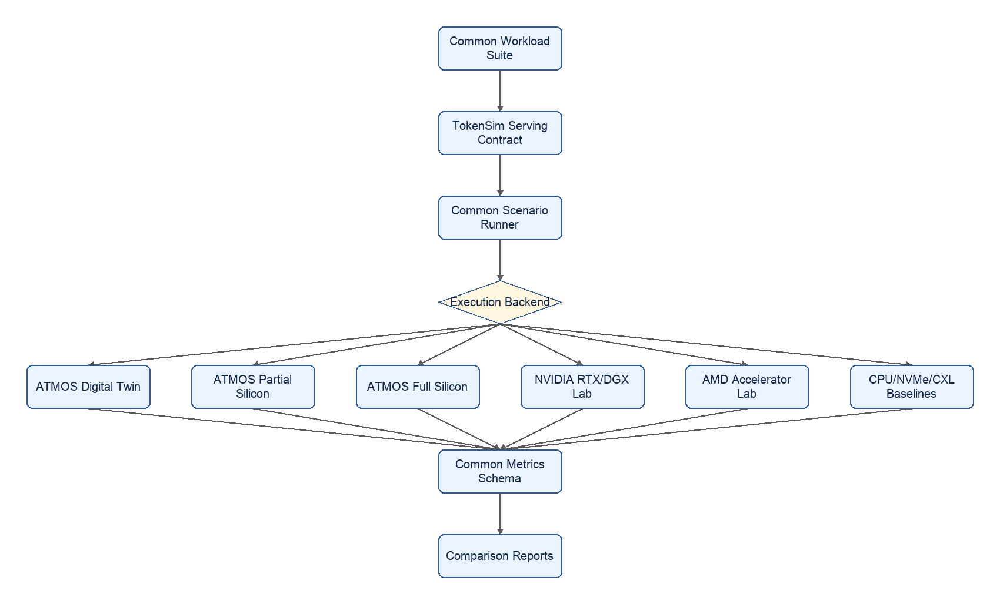 Common Workload
Suite
TokenSim Serving
Contract
Common Scenario
Runner
Execution Backend
ATMOS Digital Twin
ATMOS Partial
Silicon
ATMOS Full Silicon
NVIDIA RTX/DGX
Lab
AMD Accelerator
Lab
CPU/NVMe/CXL
Baselines
Common Metrics
Schema
Comparison Reports